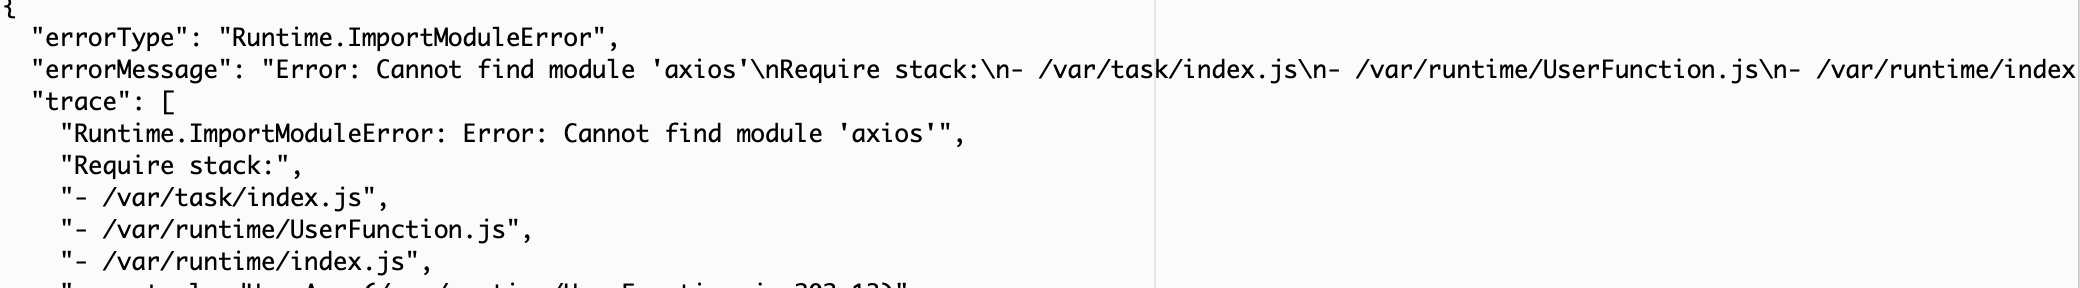 {
"errorType": "Runtime.ImportModuleError",
"errorMessage": "Error: Cannot find module 'axios'\nRequire stack:\n- /var/task/index.js\n- /var/runtime/UserFunction.js\n- /var/runtime/index
"trace": [
"Runtime.ImportModuleError: Error: Cannot find module 'axios'",
"Require stack:",
"- /var/task/index.js",
"- /var/runtime/UserFunction.js",
"- /var/runtime/index.js",